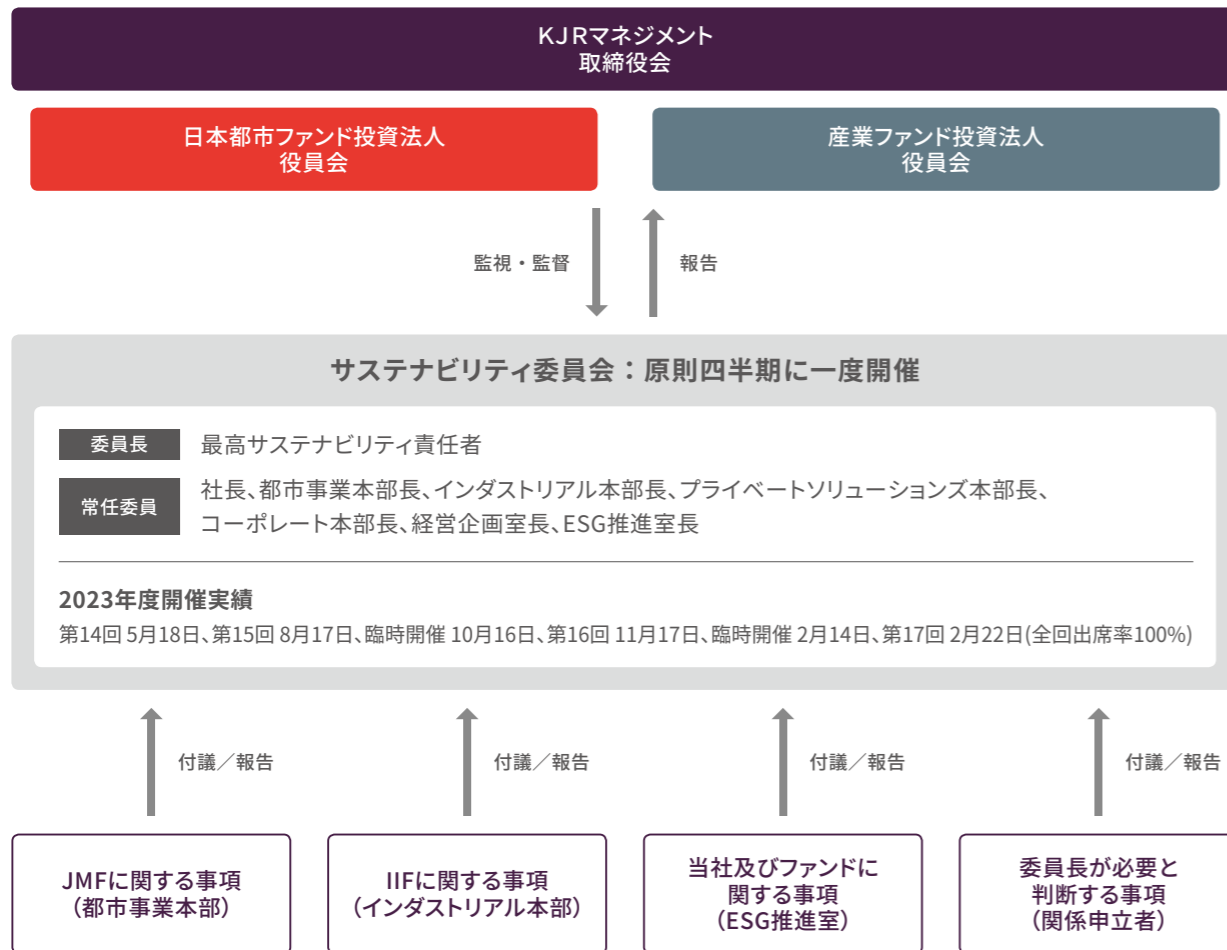 KJRマネジメント
取締役会
日本都市ファンド投資法人
役員会
産業ファンド投資法人
役員会
監視・監督
報告
サステナビリティ委員会：原則四半期に一度開催
委員長
最高サステナビリティ責任者
常任委員
社長、都市事業本部長、インダストリアル本部長、プライベートソリューションズ本部長、
コーポレート本部長、経営企画室長、ESG推進室長
2023年度開催実績
第14回 5月18日、第15回 8月17日、臨時開催 10月16日、第16回 11月17日、臨時開催 2月14日、第17回 2月22日(全回出席率100%)
付議／報告
付議／報告
付議／報告
付議／報告
JMFに関する事項
（都市事業本部）
IIFに関する事項
（インダストリアル本部）
当社及びファンドに
関する事項
（ESG推進室）
委員長が必要と
判断する事項
（関係申立者）